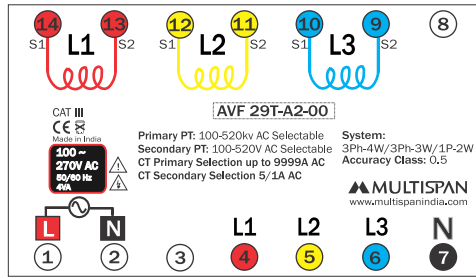 14 13 12 11 10 9 8
S1 L1 S2 S1 L2 S2 S1 L3 S2
CAT III
CE
Made in India
100 ~
270V AC
50/60 Hz
4VA
AVF 29T-A2-00
Primary PT: 100-520kv AC Selectable
Secondary PT: 100-520V AC Selectable
CT Primary Selection up to 9999A AC
CT Secondary Selection 5/1A AC
System:
3Ph-4W/3Ph-3W/1P-2W
Accuracy Class: 0.5
MULTISPAN
www.multispanindia.com
L N L1 L2 L3 N
1 2 3 4 5 6 7